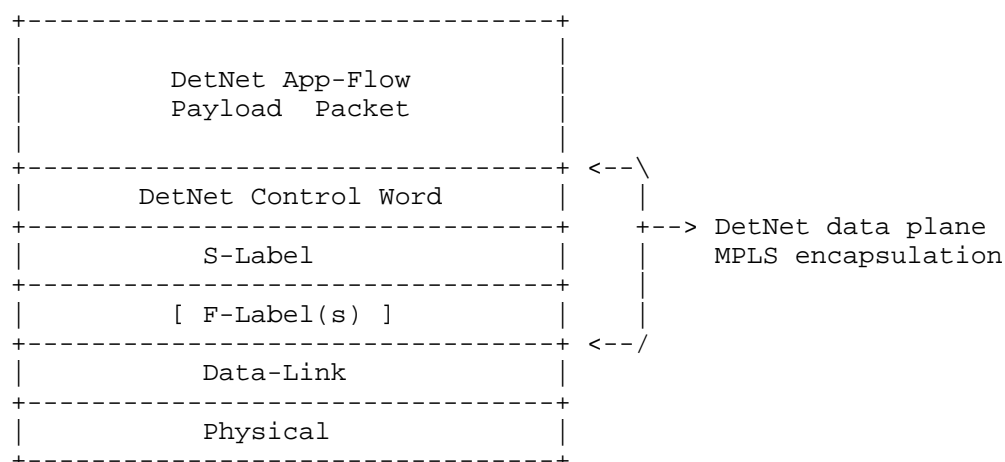 +---------------------------------+
|                                 |
|         DetNet App-Flow         |
|         Payload  Packet         |
|                                 |
+---------------------------------+ <--\
|       DetNet Control Word       |    |
+---------------------------------+    +--> DetNet data plane
|           S-Label               |    |    MPLS encapsulation
+---------------------------------+    |
|         [ F-Label(s) ]          |    |
+---------------------------------+ <--/
|           Data-Link             |
+---------------------------------+
|           Physical              |
+---------------------------------+